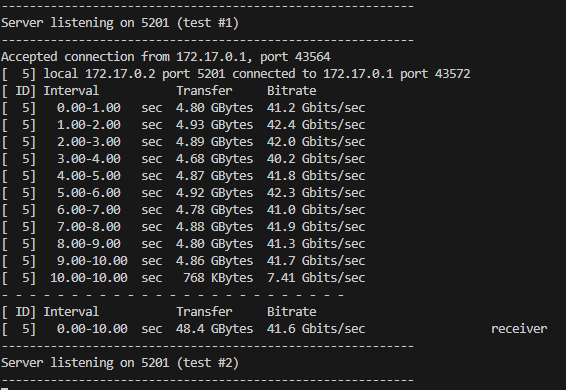 -----------------------------------------------------------
Server listening on 5201 (test #1)
-----------------------------------------------------------
Accepted connection from 172.17.0.1, port 43564
[  5] local 172.17.0.2 port 5201 connected to 172.17.0.1 port 43572
[ ID] Interval           Transfer     Bitrate
[  5]   0.00-1.00   sec  4.80 GBytes  41.2 Gbits/sec
[  5]   1.00-2.00   sec  4.93 GBytes  42.4 Gbits/sec
[  5]   2.00-3.00   sec  4.89 GBytes  42.0 Gbits/sec
[  5]   3.00-4.00   sec  4.68 GBytes  40.2 Gbits/sec
[  5]   4.00-5.00   sec  4.87 GBytes  41.8 Gbits/sec
[  5]   5.00-6.00   sec  4.92 GBytes  42.3 Gbits/sec
[  5]   6.00-7.00   sec  4.78 GBytes  41.0 Gbits/sec
[  5]   7.00-8.00   sec  4.88 GBytes  41.9 Gbits/sec
[  5]   8.00-9.00   sec  4.80 GBytes  41.3 Gbits/sec
[  5]   9.00-10.00  sec  4.86 GBytes  41.7 Gbits/sec
[  5]  10.00-10.00  sec   768 KBytes  7.41 Gbits/sec
- - - - - - - - - - - - - - - - - - - - - - - - -
[ ID] Interval           Transfer     Bitrate
[  5]   0.00-10.00  sec  48.4 GBytes  41.6 Gbits/sec                  receiver
-----------------------------------------------------------
Server listening on 5201 (test #2)
-----------------------------------------------------------